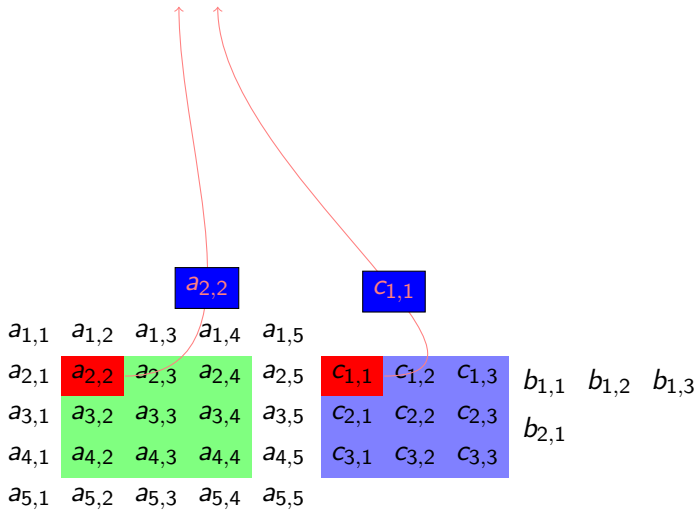 a2,2 c1,1
a1,1 a1,2 a1,3 a1,4 a1,5
a2,1 a2,2 a2,3 a2,4 a2,5 c1,1 c1,2 c1,3 b1,1 b1,2 b1,3
a3,1 a3,2 a3,3 a3,4 a3,5 c2,1 c2,2 c2,3 b2,1
a4,1 a4,2 a4,3 a4,4 a4,5 c3,1 c3,2 c3,3
a5,1 a5,2 a5,3 a5,4 a5,5